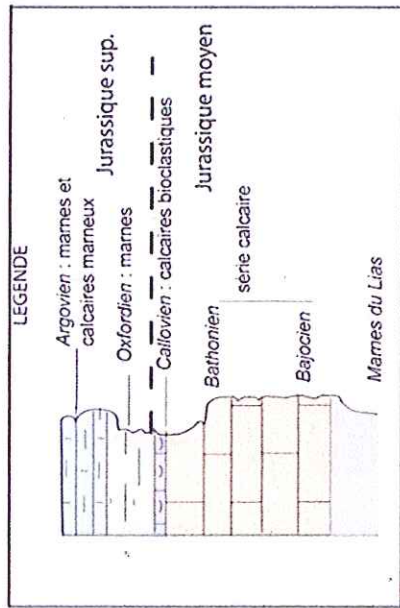 LEGENDE
Argovien : marnes et
calcaires marneux
Jurassique sup.
Oxfordien : marnes
Callovien : calcaires bioclastiques
Jurassique moyen
Bathonien
série calcaire
Bajocien
Marnes du Lias